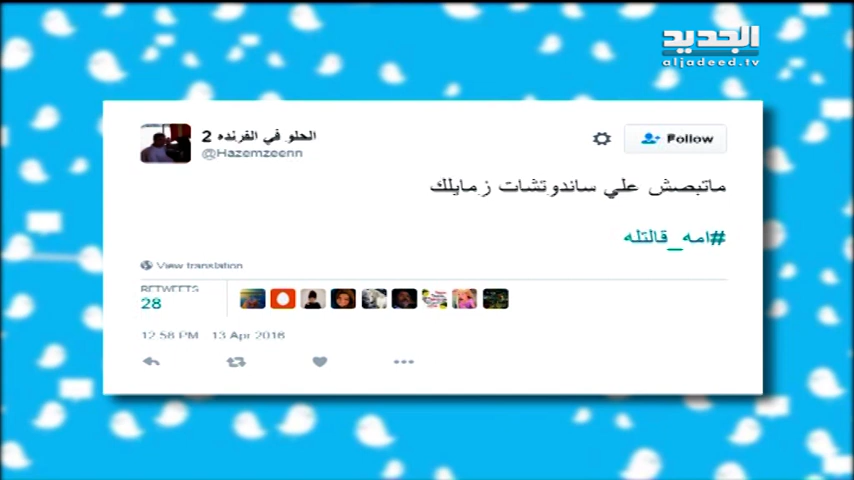 الجديد
aljadeed.tv
الحلو في الفرنده 2
@Hazemzeenn
Follow
ماتبصش علي ساندوتشات زمايلك
#امه_قالتله
View translation
RETWEETS
28
12:58 PM 13 Apr 2016